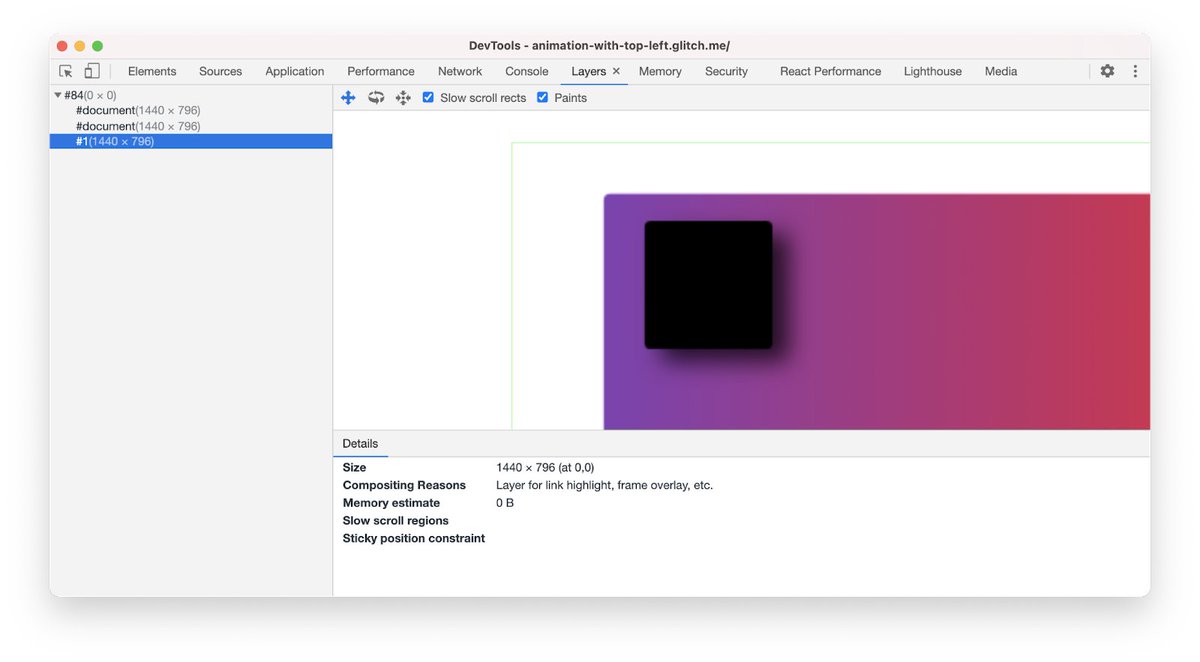 DevTools - animation-with-top-left.glitch.me/
Elements Sources Application Performance Network Console Layers × Memory Security React Performance Lighthouse Media
#84(0 × 0)
#document(1440 × 796)
#document(1440 × 796)
#1(1440 × 796)
Slow scroll rects Paints
Details
Size 1440 × 796 (at 0,0)
Compositing Reasons Layer for link highlight, frame overlay, etc.
Memory estimate 0 B
Slow scroll regions
Sticky position constraint